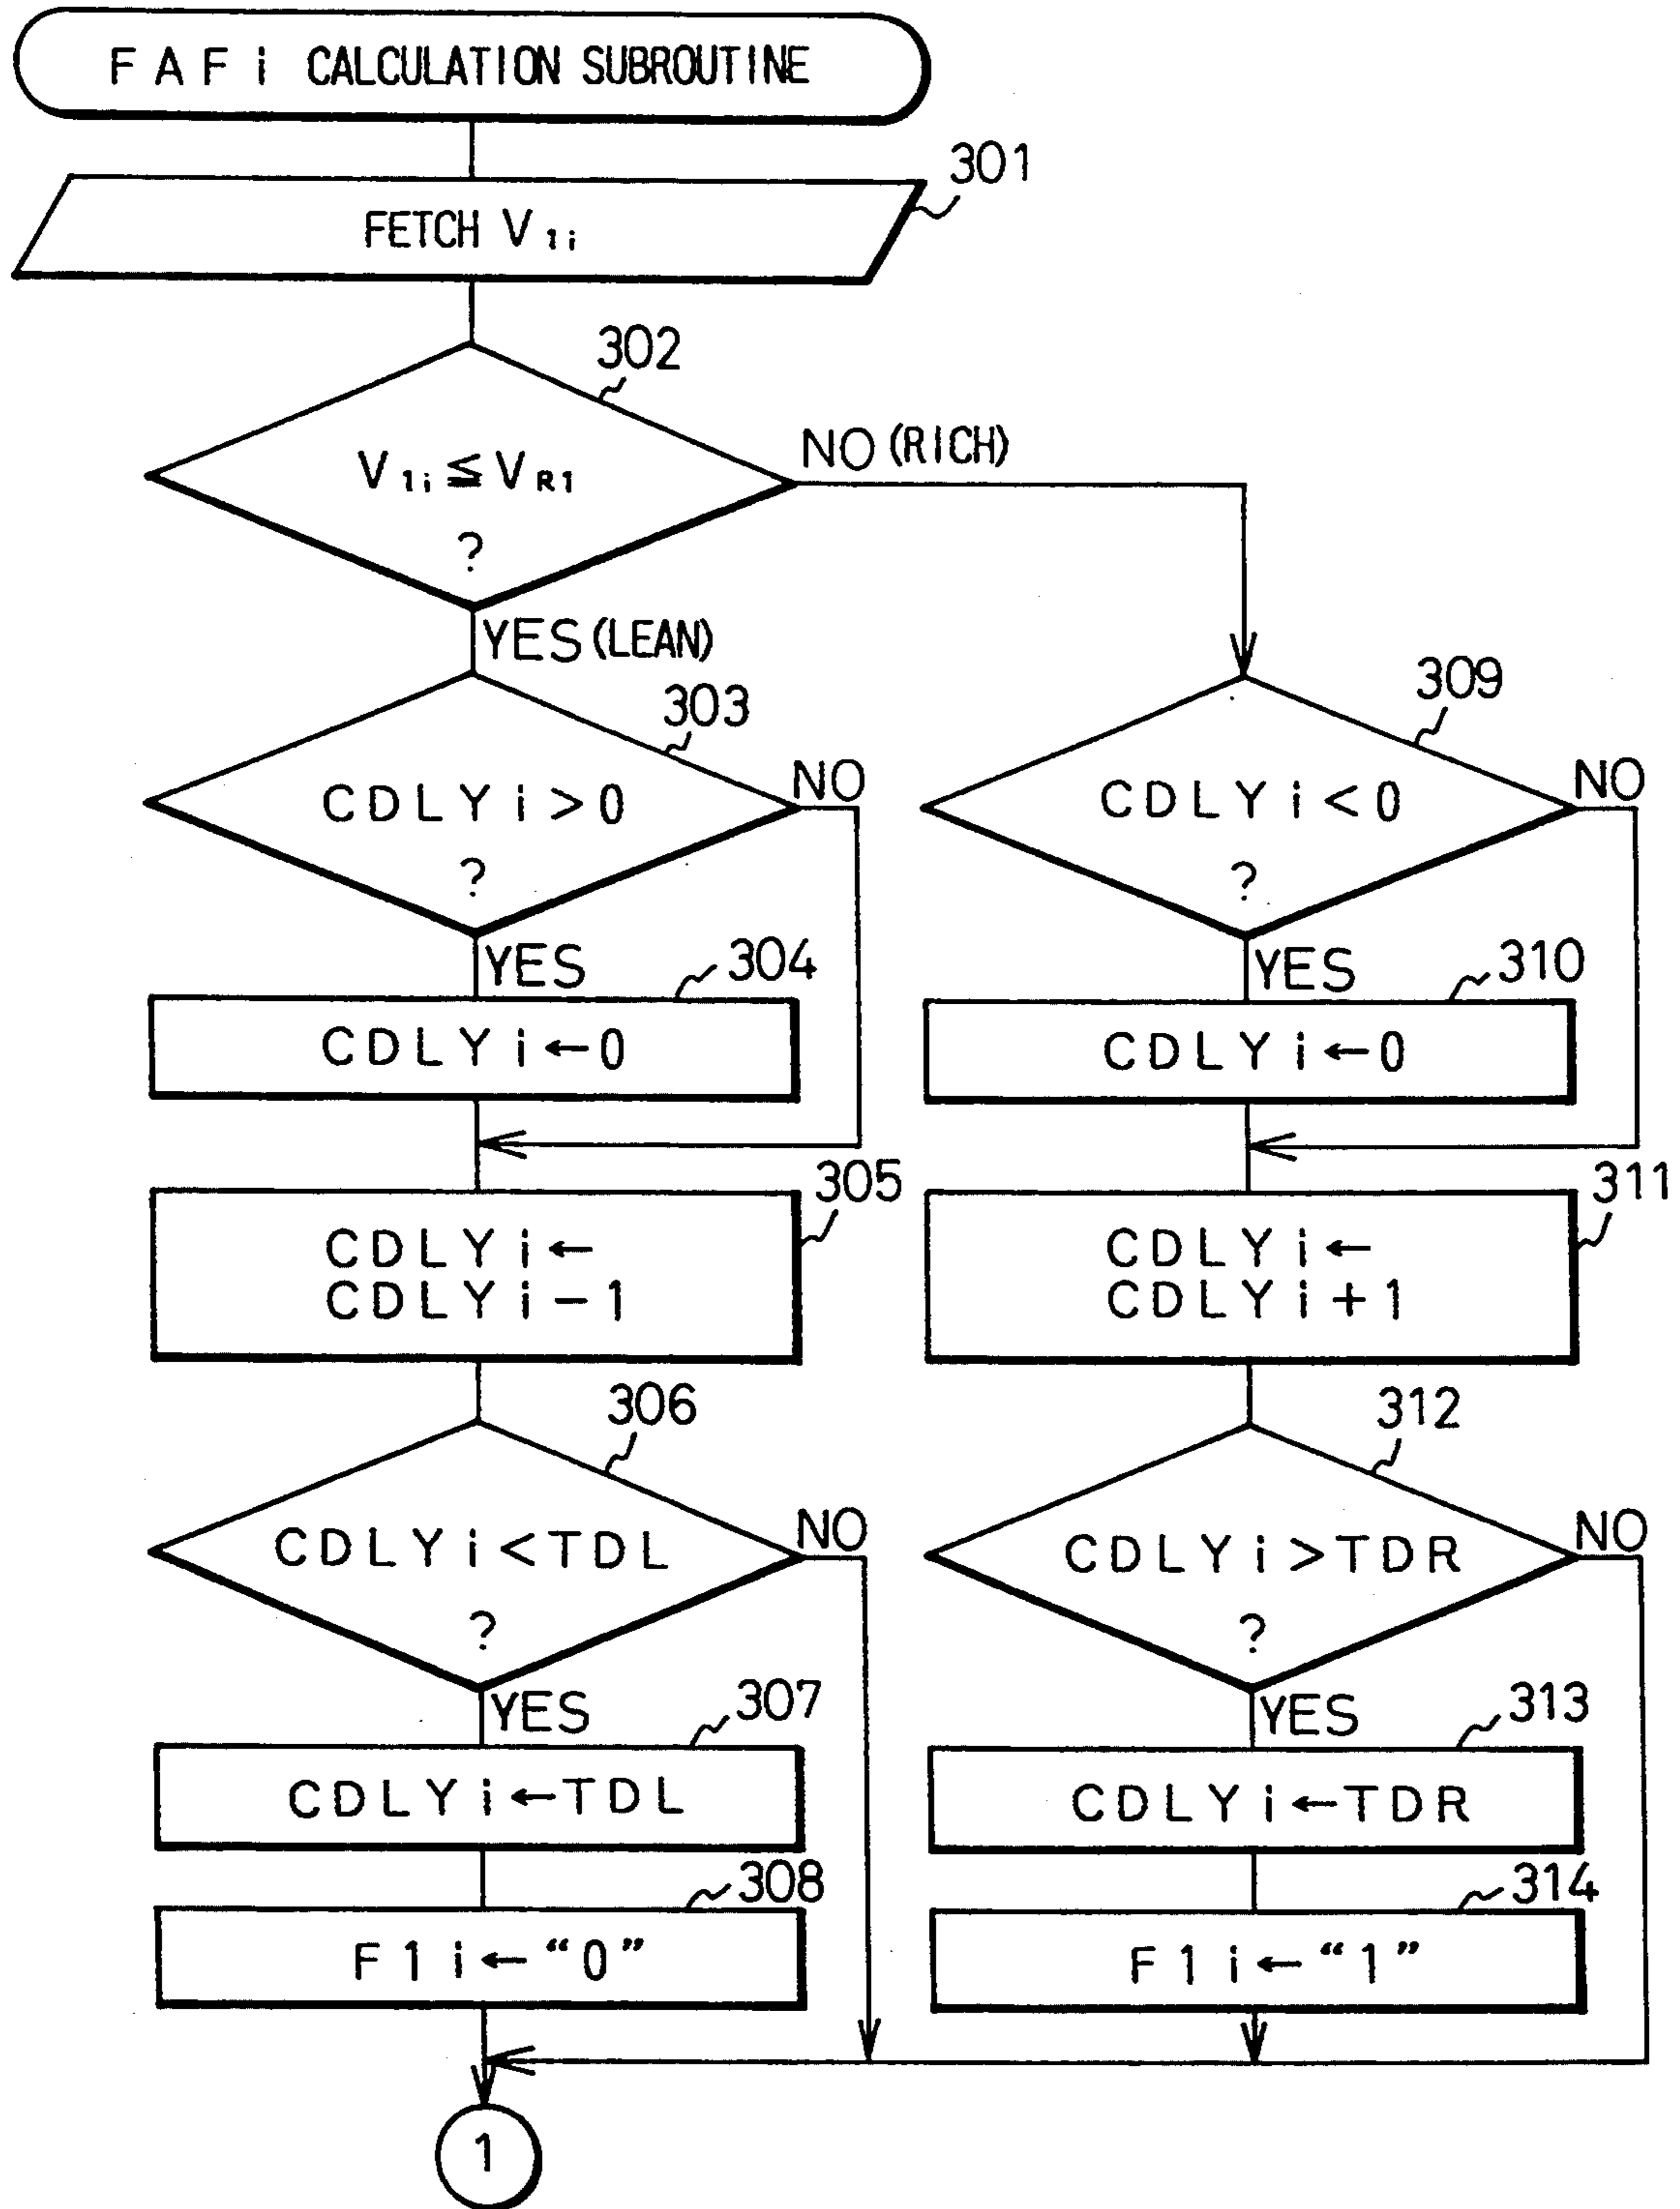 FAFi CALCULATION SUBROUTINE
301
FETCH V₁ᵢ
302
V₁ᵢ ≦ V_R1
?
NO (RICH)
YES (LEAN)
303
CDLYi > 0
?
NO
YES
304
CDLYi ← 0
305
CDLYi ←
CDLYi - 1
306
CDLYi < TDL
?
NO
YES
307
CDLYi ← TDL
308
F1i ← “0”
309
CDLYi < 0
?
NO
YES
310
CDLYi ← 0
311
CDLYi ←
CDLYi + 1
312
CDLYi > TDR
?
NO
YES
313
CDLYi ← TDR
314
F1i ← “1”
1